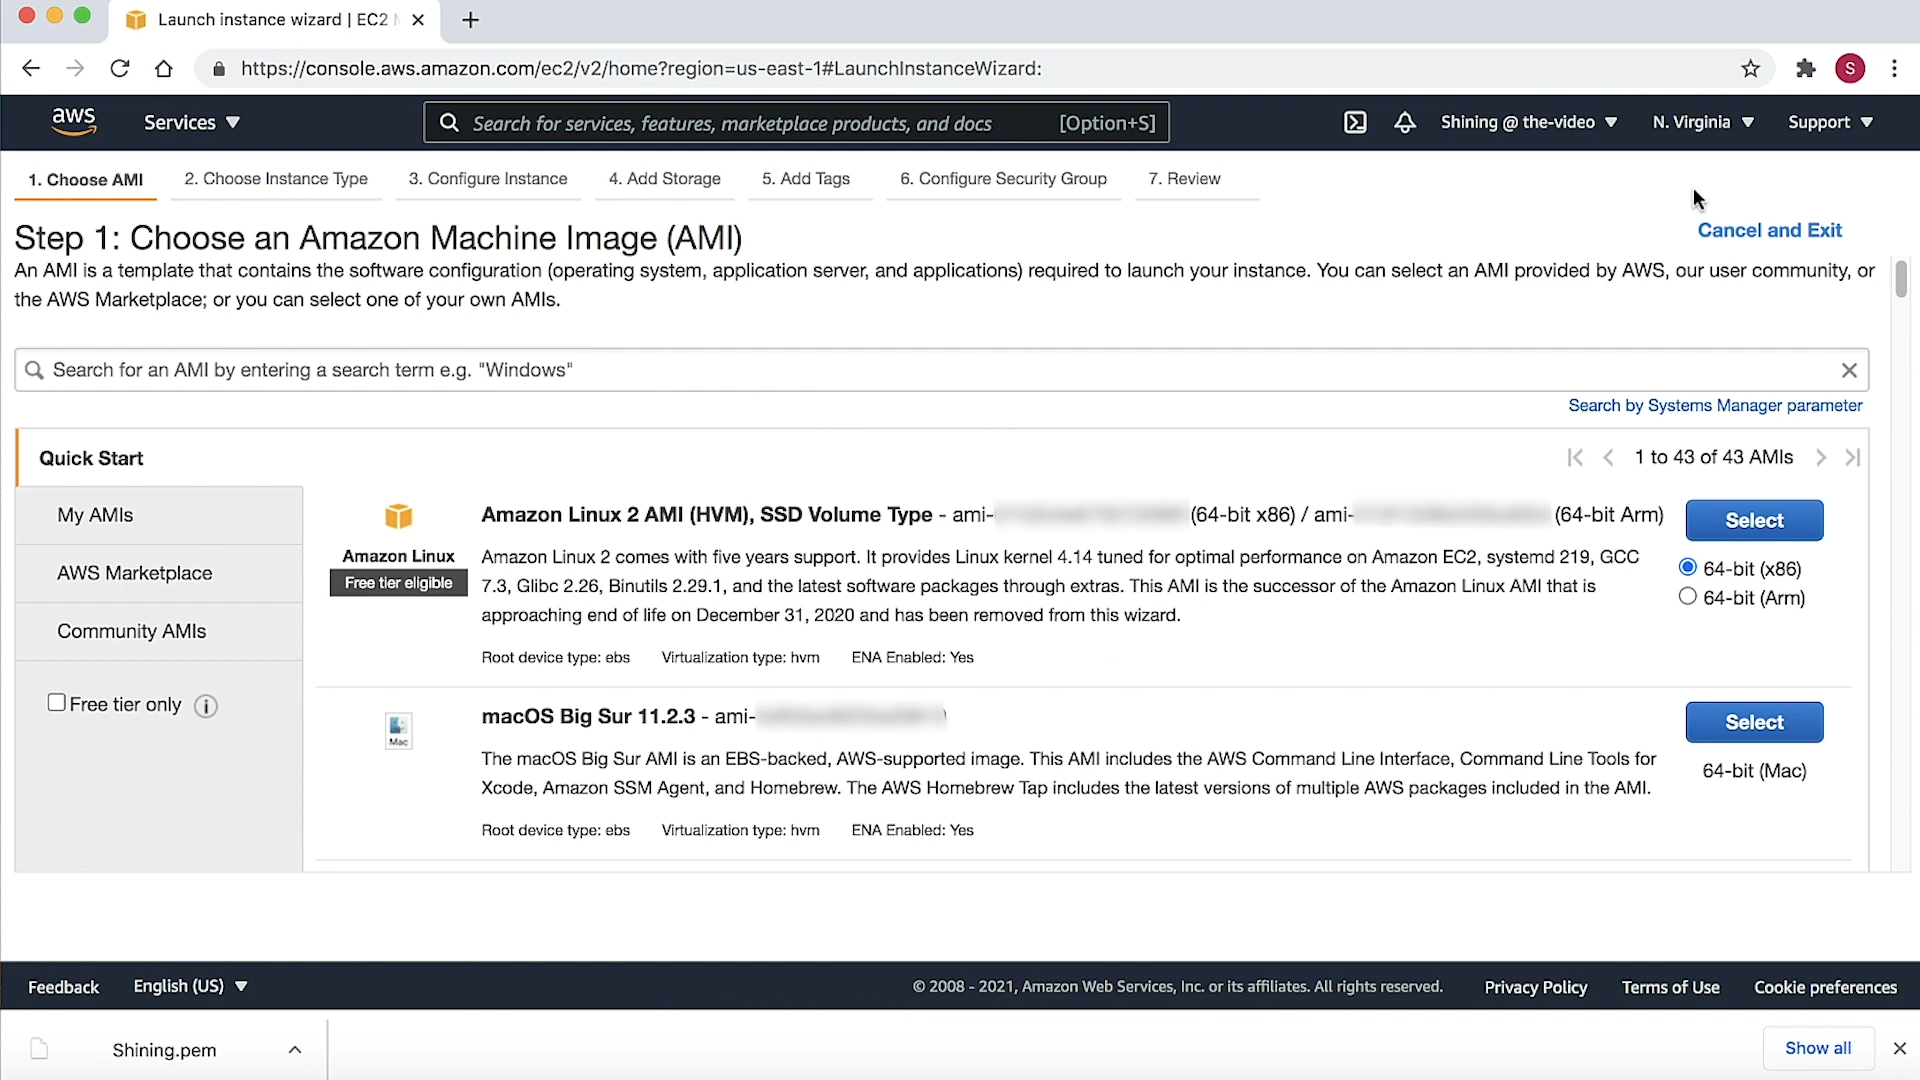 Launch instance wizard | EC2
https://console.aws.amazon.com/ec2/v2/home?region=us-east-1#LaunchInstanceWizard:
S
aws
Services
Search for services, features, marketplace products, and docs
[Option+S]
Shining @ the-video
N. Virginia
Support
1. Choose AMI
2. Choose Instance Type
3. Configure Instance
4. Add Storage
5. Add Tags
6. Configure Security Group
7. Review
Step 1: Choose an Amazon Machine Image (AMI)
Cancel and Exit
An AMI is a template that contains the software configuration (operating system, application server, and applications) required to launch your instance. You can select an AMI provided by AWS, our user community, or
the AWS Marketplace; or you can select one of your own AMIs.
Search for an AMI by entering a search term e.g. "Windows"
Search by Systems Manager parameter
Quick Start
1 to 43 of 43 AMIs
My AMIs
AWS Marketplace
Community AMIs
Free tier only
Amazon Linux
Free tier eligible
Amazon Linux 2 AMI (HVM), SSD Volume Type - ami- (64-bit x86) / ami- (64-bit Arm)
Amazon Linux 2 comes with five years support. It provides Linux kernel 4.14 tuned for optimal performance on Amazon EC2, systemd 219, GCC
7.3, Glibc 2.26, Binutils 2.29.1, and the latest software packages through extras. This AMI is the successor of the Amazon Linux AMI that is
approaching end of life on December 31, 2020 and has been removed from this wizard.
Root device type: ebs Virtualization type: hvm ENA Enabled: Yes
Select
64-bit (x86)
64-bit (Arm)
Mac
macOS Big Sur 11.2.3 - ami-
The macOS Big Sur AMI is an EBS-backed, AWS-supported image. This AMI includes the AWS Command Line Interface, Command Line Tools for
Xcode, Amazon SSM Agent, and Homebrew. The AWS Homebrew Tap includes the latest versions of multiple AWS packages included in the AMI.
Root device type: ebs Virtualization type: hvm ENA Enabled: Yes
Select
64-bit (Mac)
Feedback
English (US)
© 2008 - 2021, Amazon Web Services, Inc. or its affiliates. All rights reserved.
Privacy Policy
Terms of Use
Cookie preferences
Shining.pem
Show all